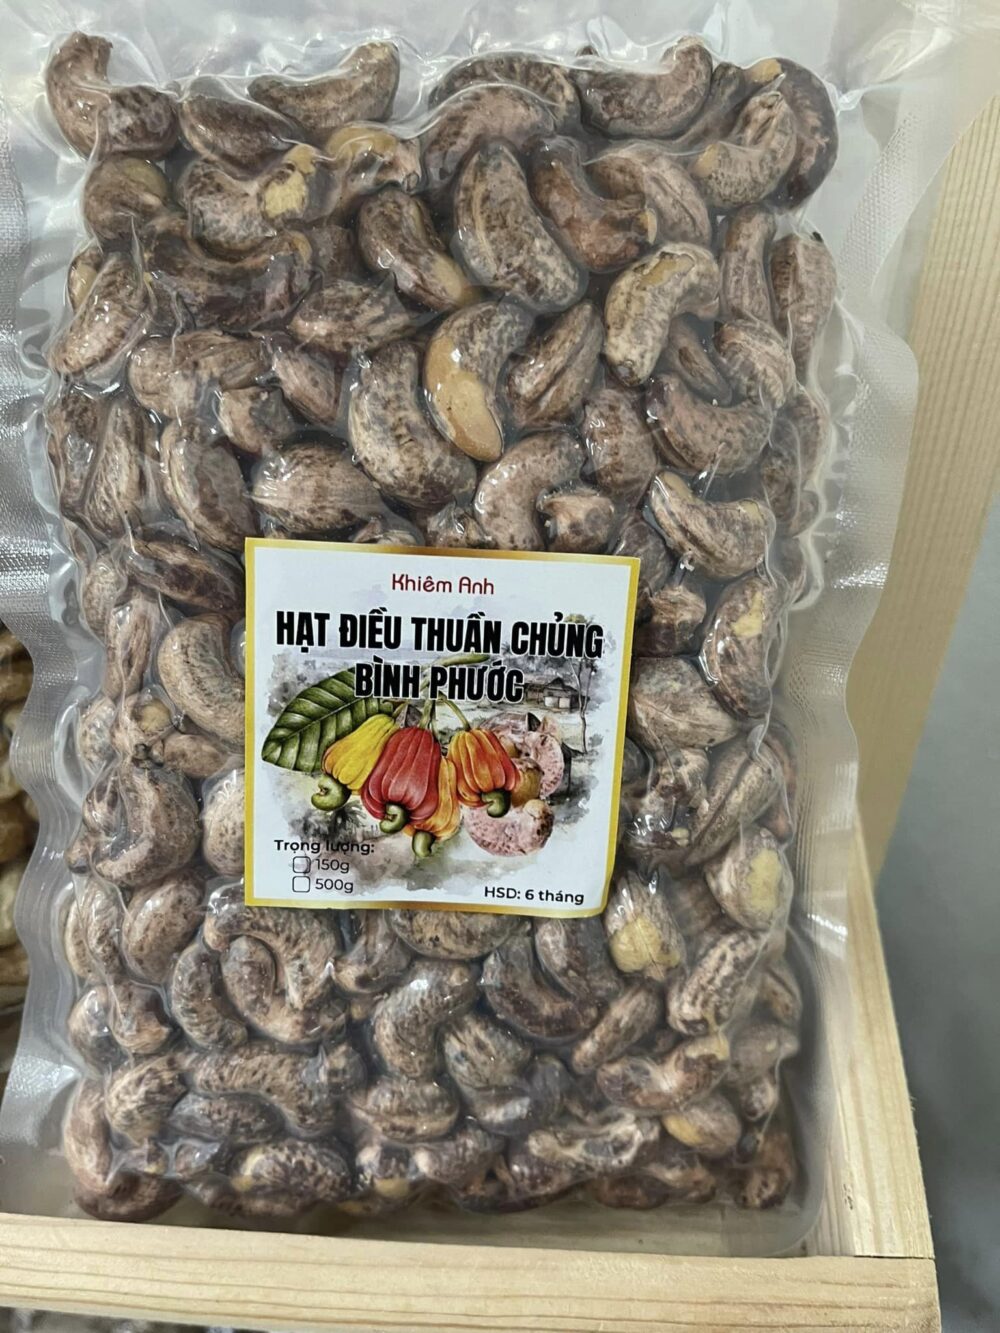 Khiêm Anh
HẠT ĐIỀU THUẦN CHỦNG
BÌNH PHƯỚC
Trọng lượng:
150g
500g
HSD: 6 tháng